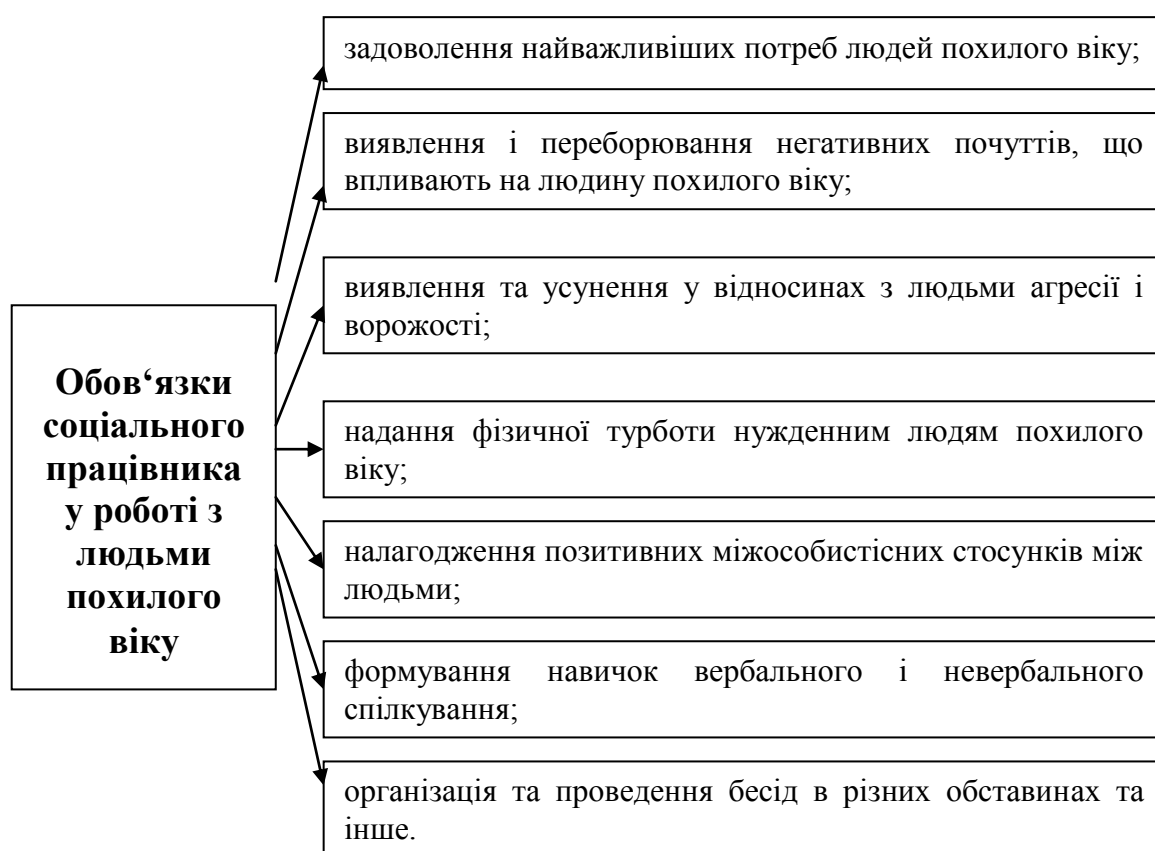 задоволення найважливіших потреб людей похилого віку;
виявлення і переборювання негативних почуттів, що
впливають на людину похилого віку;
виявлення та усунення у відносинах з людьми агресії і
ворожості;
Обов‘язки
соціального
працівника
у роботі з
людьми
похилого
віку
надання фізичної турботи нужденним людям похилого
віку;
налагодження позитивних міжособистісних стосунків між
людьми;
формування навичок вербального і невербального
спілкування;
організація та проведення бесід в різних обставинах та
інше.